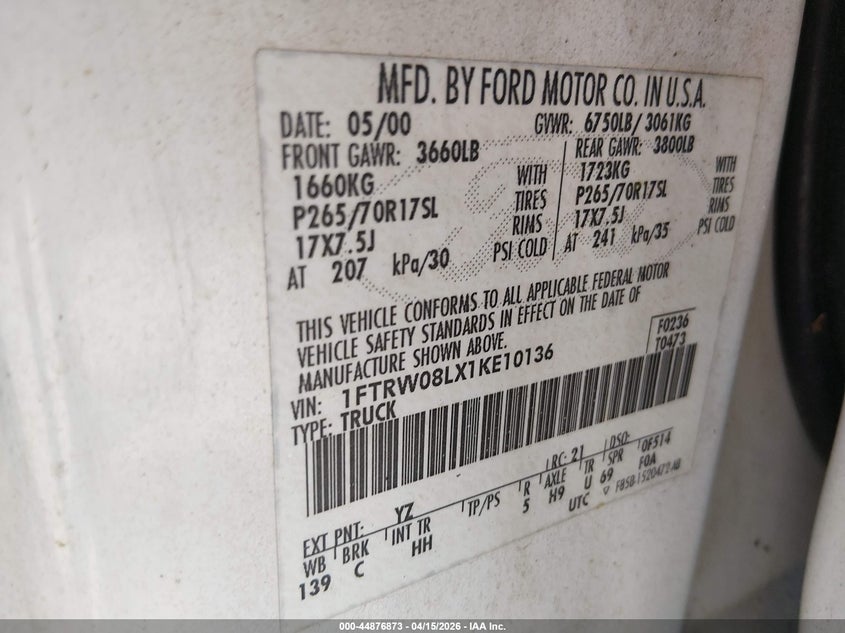 MFD. BY FORD MOTOR CO. IN U.S.A.
DATE: 05/00 GVWR: 6750LB/ 3061KG
FRONT GAWR: 3660LB REAR GAWR: 3800LB
1660KG WITH 1723KG WITH
P265/70R17SL TIRES P265/70R17SL TIRES
17X7.5J RIMS 17X7.5J RIMS
AT 207 kPa/30 PSI COLD AT 241 kPa/35 PSI COLD
THIS VEHICLE CONFORMS TO ALL APPLICABLE FEDERAL MOTOR
VEHICLE SAFETY STANDARDS IN EFFECT ON THE DATE OF
MANUFACTURE SHOWN ABOVE.
F0236
VIN: 1FTRW08LX1KE10136 T0473
TYPE: TRUCK
EXT PNT: YZ RC: 21 DSO:
WB BRK INT TR TP/PS R AXLE TR SPR 0F514
139 C HH 5 H9 U 69 F0A
UTC F85B-1520472-AB
000-44876873 | 04/15/2026 - IAA Inc.